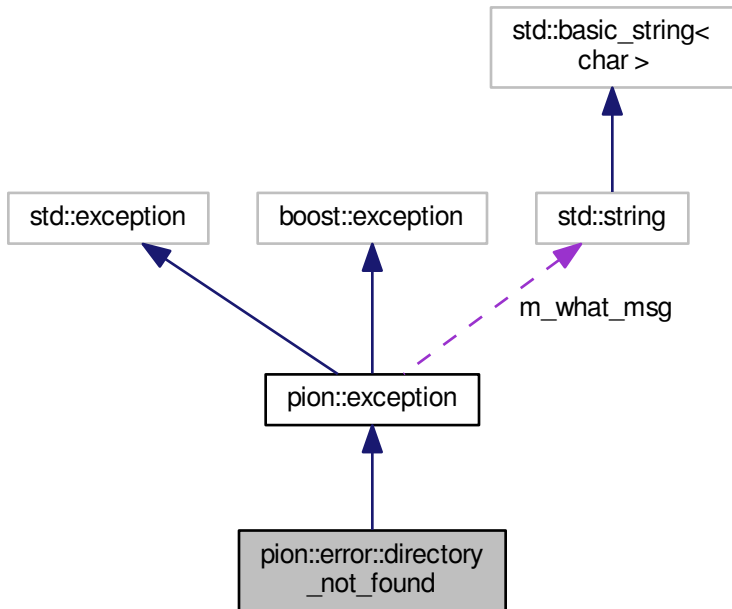 std::basic_string<
char >
std::exception
boost::exception
std::string
m_what_msg
pion::exception
pion::error::directory
_not_found